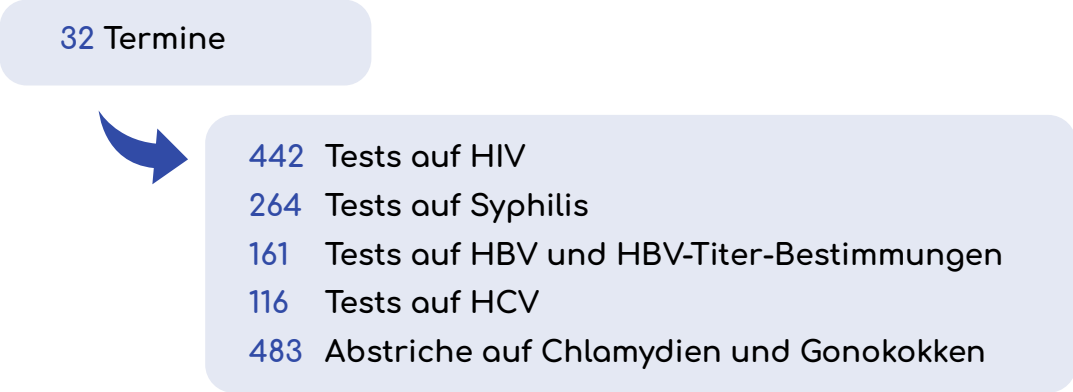 32 Termine
442 Tests auf HIV
264 Tests auf Syphilis
161 Tests auf HBV und HBV-Titer-Bestimmungen
116 Tests auf HCV
483 Abstriche auf Chlamydien und Gonokokken